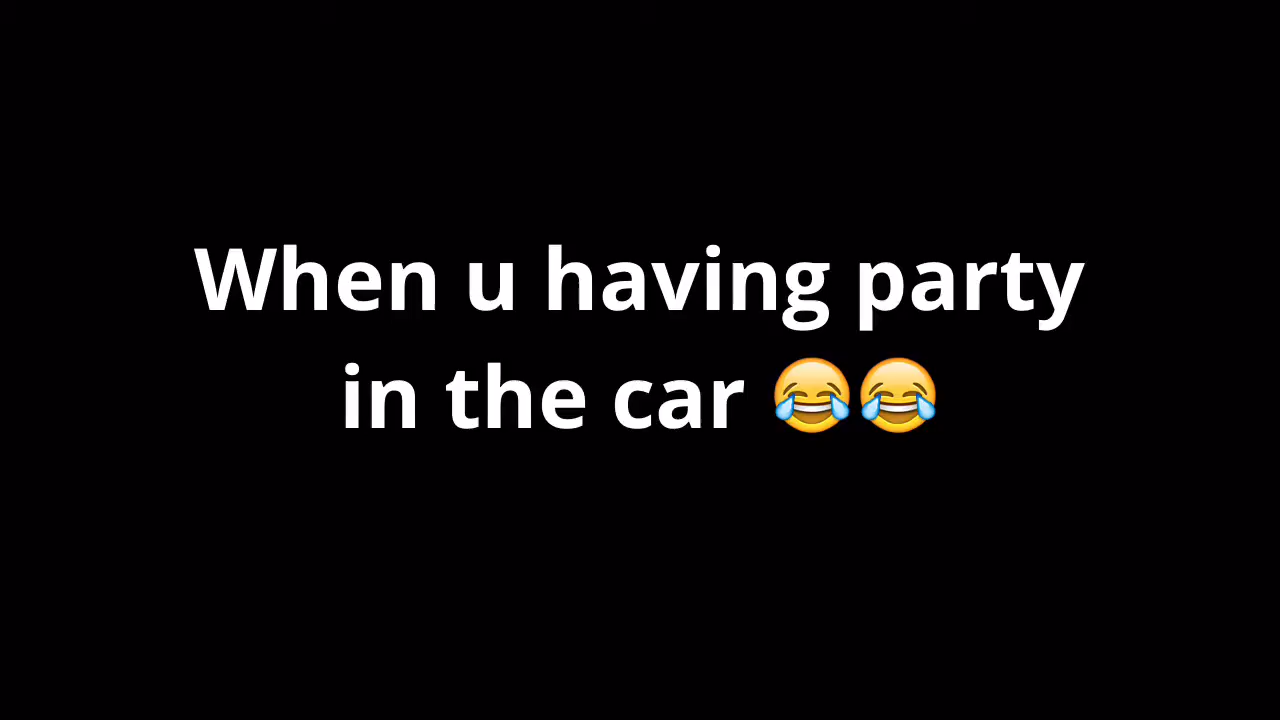 When u having party
in the car 😂😂